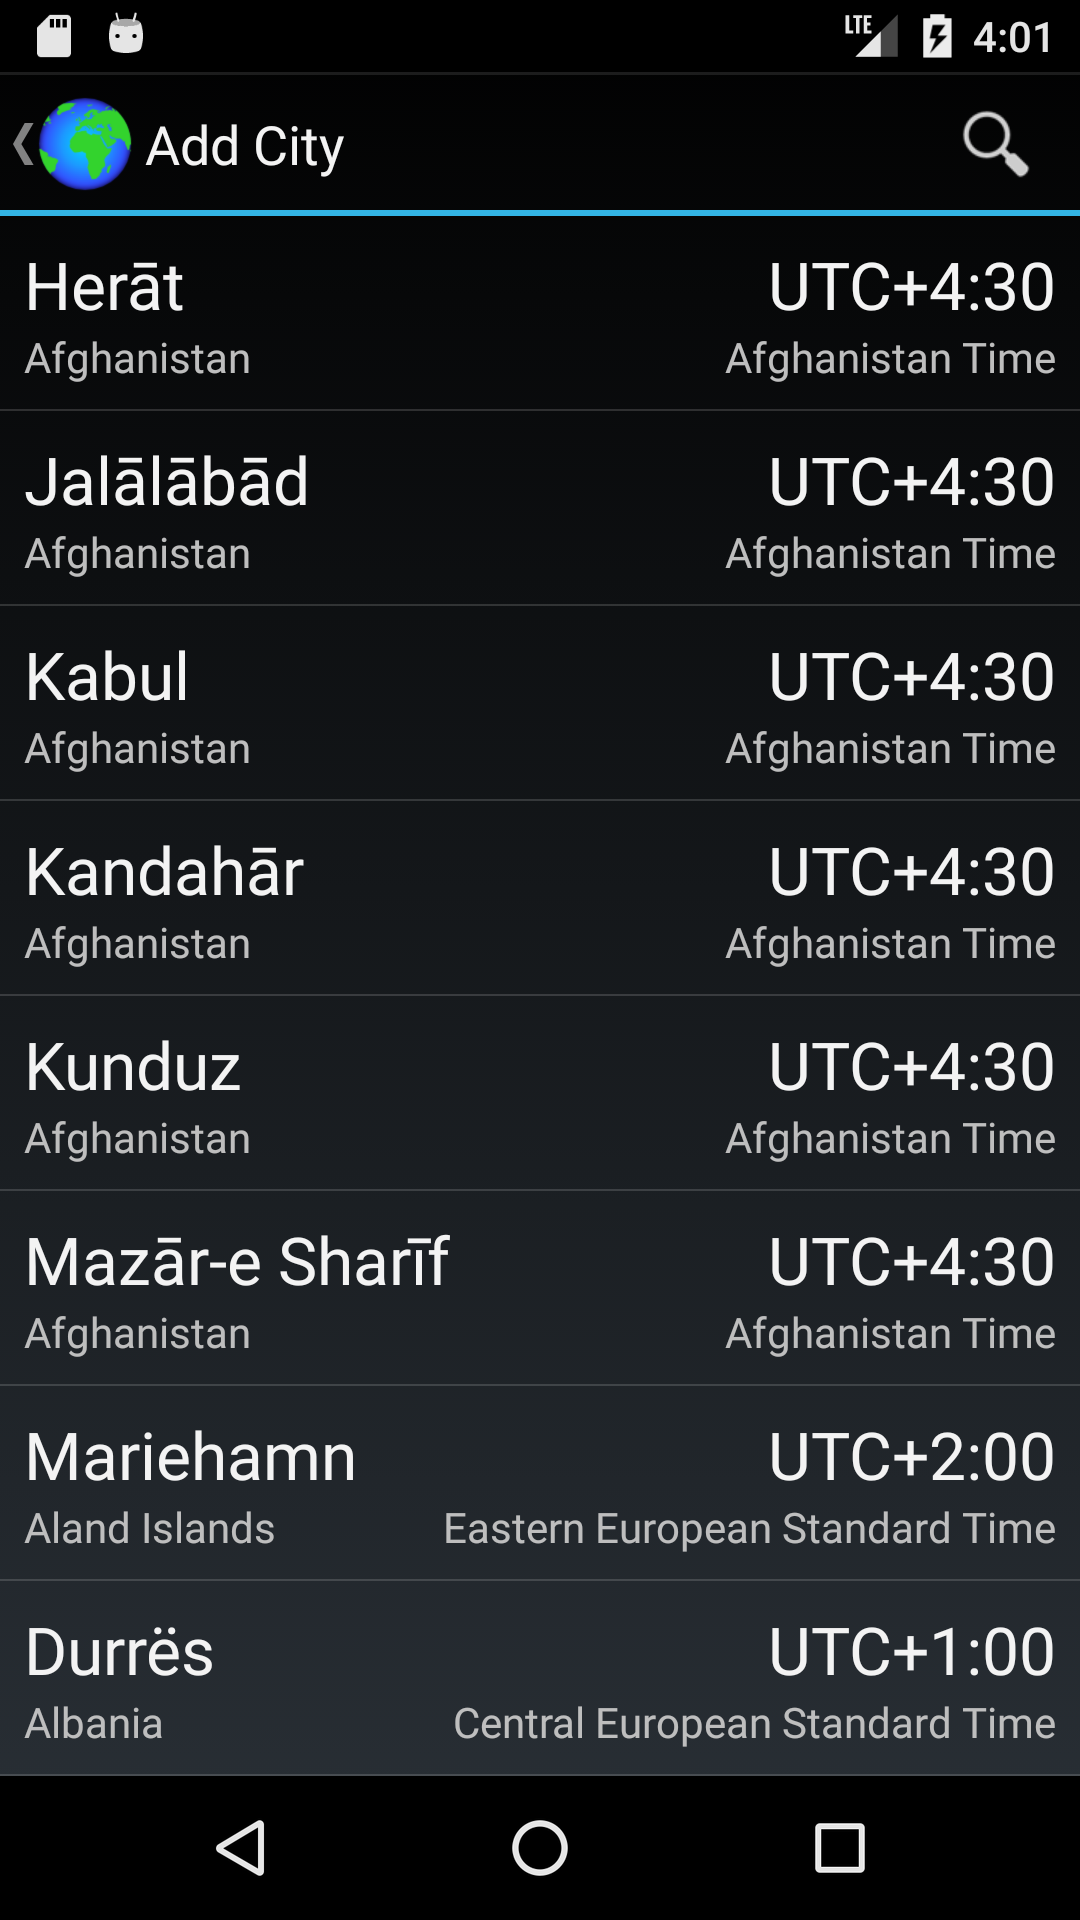 LTE 4:01
Add City
Herāt UTC+4:30
Afghanistan Afghanistan Time
Jalālābād UTC+4:30
Afghanistan Afghanistan Time
Kabul UTC+4:30
Afghanistan Afghanistan Time
Kandahār UTC+4:30
Afghanistan Afghanistan Time
Kunduz UTC+4:30
Afghanistan Afghanistan Time
Mazār-e Sharīf UTC+4:30
Afghanistan Afghanistan Time
Mariehamn UTC+2:00
Aland Islands Eastern European Standard Time
Durrës UTC+1:00
Albania Central European Standard Time